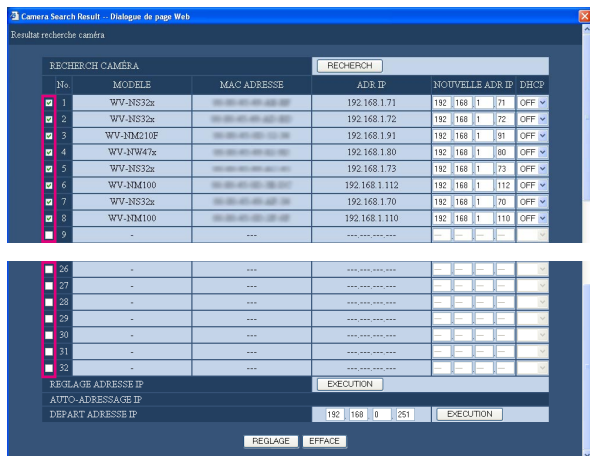 Camera Search Result -- Dialogue de page Web
Resultat recherche caméra
RECHERCH CAMÉRA RECHERCH
No. MODELE MAC ADRESSE ADR IP NOUVELLE ADR IP DHCP
1 WV-NS32x 192.168.1.71 192 168 1 71 OFF
2 WV-NS32x 192.168.1.72 192 168 1 72 OFF
3 WV-NM210F 192.168.1.91 192 168 1 91 OFF
4 WV-NW47x 192.168.1.80 192 168 1 80 OFF
5 WV-NS32x 192.168.1.73 192 168 1 73 OFF
6 WV-NM100 192.168.1.112 192 168 1 112 OFF
7 WV-NS32x 192.168.1.70 192 168 1 70 OFF
8 WV-NM100 192.168.1.110 192 168 1 110 OFF
9 - --- ---.---.---.--- --- --- --- ---
26 - --- ---.---.---.--- --- --- --- ---
27 - --- ---.---.---.--- --- --- --- ---
28 - --- ---.---.---.--- --- --- --- ---
29 - --- ---.---.---.--- --- --- --- ---
30 - --- ---.---.---.--- --- --- --- ---
31 - --- ---.---.---.--- --- --- --- ---
32 - --- ---.---.---.--- --- --- --- ---
REGLAGE ADRESSE IP EXECUTION
AUTO-ADRESSAGE IP
DEPART ADRESSE IP 192 . 168 . 0 . 251 EXECUTION
REGLAGE EFFACE